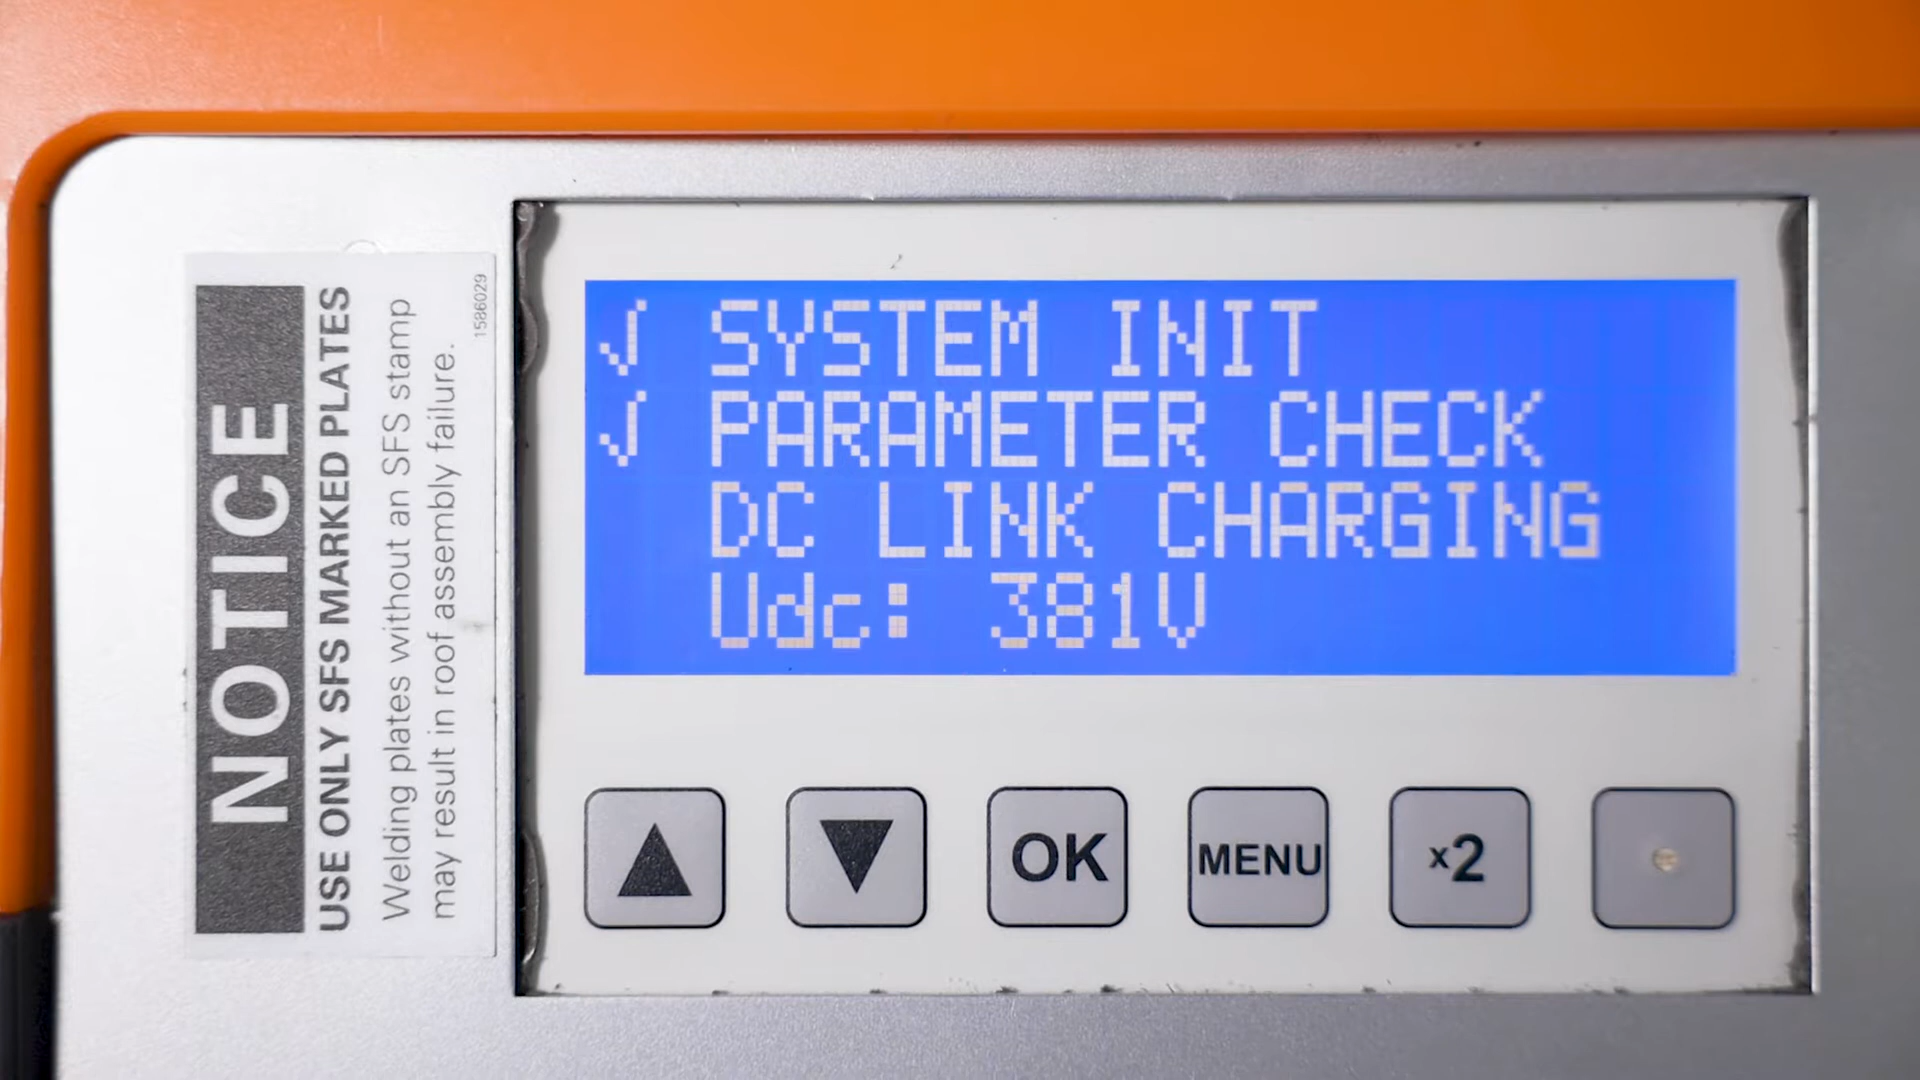 NOTICE
USE ONLY SFS MARKED PLATES
Welding plates without an SFS stamp
may result in roof assembly failure.
1586029
√ SYSTEM INIT
√ PARAMETER CHECK
DC LINK CHARGING
Udc: 381V
▲ ▼ OK MENU x2